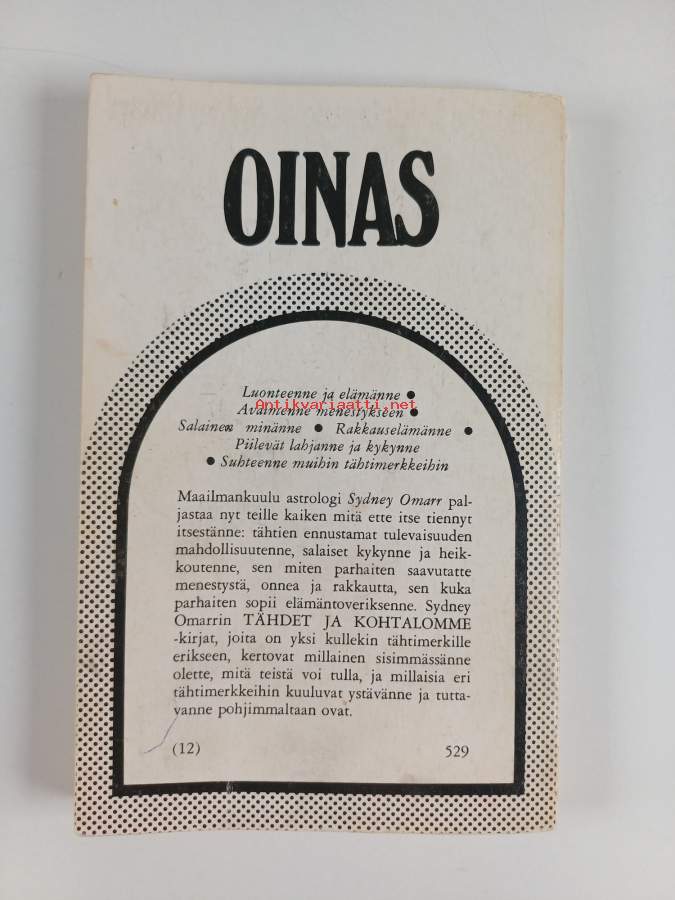 OINAS
Luonteenne ja elämänne ●
Avaimenne menestykseen ●
Antikvariaatti.net
Salainen minänne ● Rakkauselämänne ●
Piilevät lahjanne ja kykynne
● Suhteenne muihin tähtimerkkeihin
Maailmankuulu astrologi Sydney Omarr pal-
jastaa nyt teille kaiken mitä ette itse tiennyt
itsestänne: tähtien ennustamat tulevaisuuden
mahdollisuutenne, salaiset kykynne ja heik-
koutenne, sen miten parhaiten saavutatte
menestystä, onnea ja rakkautta, sen kuka
parhaiten sopii elämäntoveriksenne. Sydney
Omarrin TÄHDET JA KOHTALOMME
-kirjat, joita on yksi kullekin tähtimerkille
erikseen, kertovat millainen sisimmässänne
olette, mitä teistä voi tulla, ja millaisia eri
tähtimerkkeihin kuuluvat ystävänne ja tutta-
vanne pohjimmaltaan ovat.
(12) 529